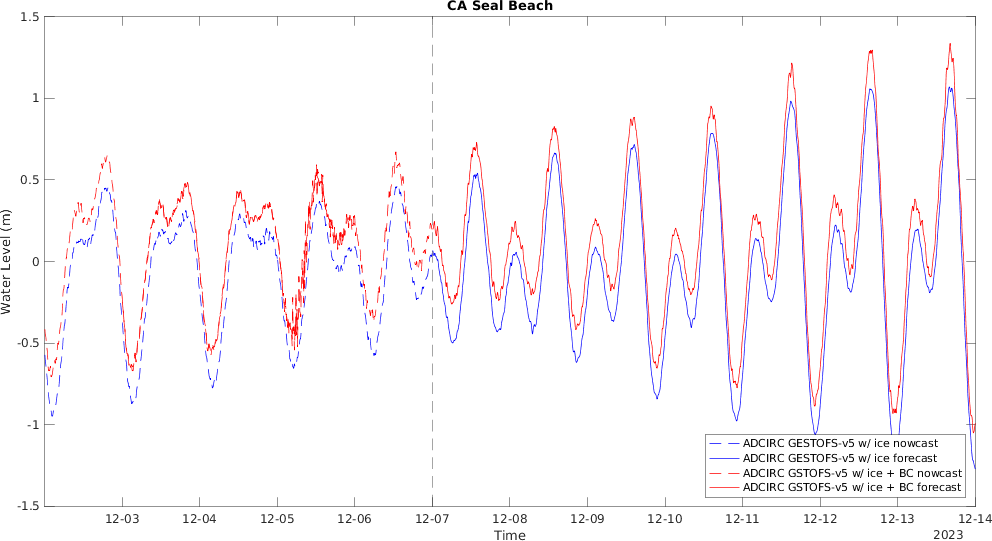 CA Seal Beach
Water Level (m)
1.5
1
0.5
0
-0.5
-1
-1.5
ADCIRC GESTOFS-v5 w/ ice nowcast
ADCIRC GESTOFS-v5 w/ ice forecast
ADCIRC GSTOFS-v5 w/ ice + BC nowcast
ADCIRC GSTOFS-v5 w/ ice + BC forecast
12-03 12-04 12-05 12-06 12-07 12-08 12-09 12-10 12-11 12-12 12-13 12-14
Time
2023